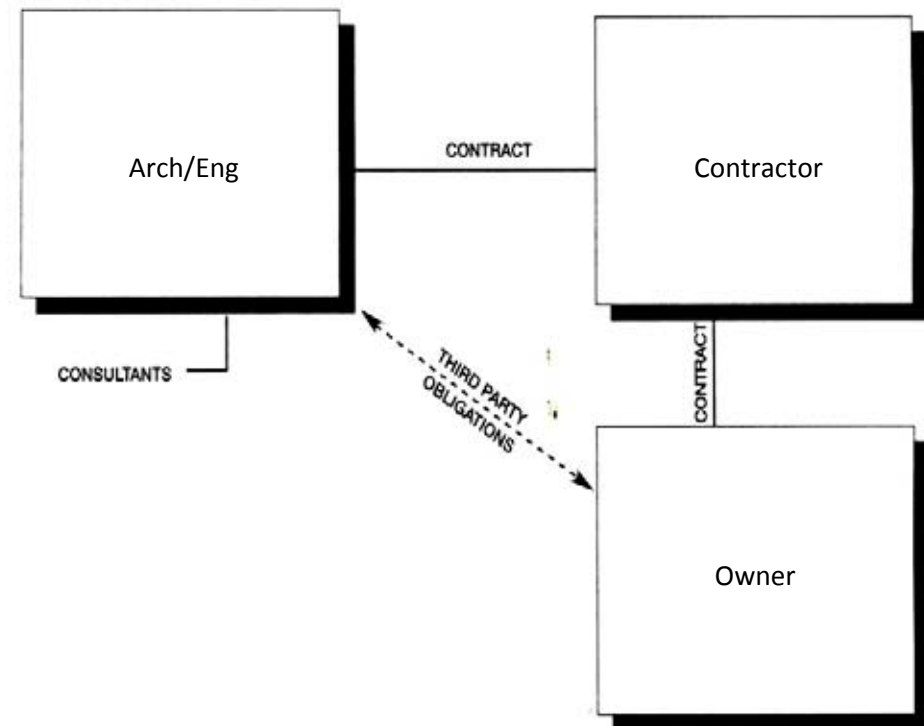 Arch/Eng
CONTRACT
Contractor
CONSULTANTS
THIRD PARTY
OBLIGATIONS
CONTRACT
Owner